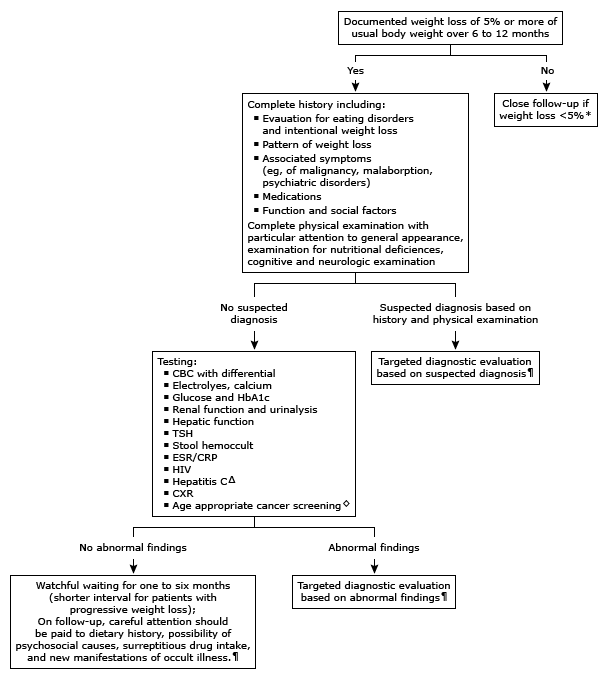 Documented weight loss of 5% or more of
usual body weight over 6 to 12 months
Yes
No
Complete history including:
▪ Evauation for eating disorders
and intentional weight loss
▪ Pattern of weight loss
▪ Associated symptoms
(eg, of malignancy, malaborption,
psychiatric disorders)
▪ Medications
▪ Function and social factors
Complete physical examination with
particular attention to general appearance,
examination for nutritional deficiences,
cognitive and neurologic examination
Close follow-up if
weight loss <5%*
No suspected
diagnosis
Suspected diagnosis based on
history and physical examination
Testing:
▪ CBC with differential
▪ Electrolyes, calcium
▪ Glucose and HbA1c
▪ Renal function and urinalysis
▪ Hepatic function
▪ TSH
▪ Stool hemoccult
▪ ESR/CRP
▪ HIV
▪ Hepatitis CΔ
▪ CXR
▪ Age appropriate cancer screening◊
Targeted diagnostic evaluation
based on suspected diagnosis¶
No abnormal findings
Abnormal findings
Watchful waiting for one to six months
(shorter interval for patients with
progressive weight loss);
On follow-up, careful attention should
be paid to dietary history, possibility of
psychosocial causes, surreptitious drug intake,
and new manifestations of occult illness.¶
Targeted diagnostic evaluation
based on abnormal findings¶